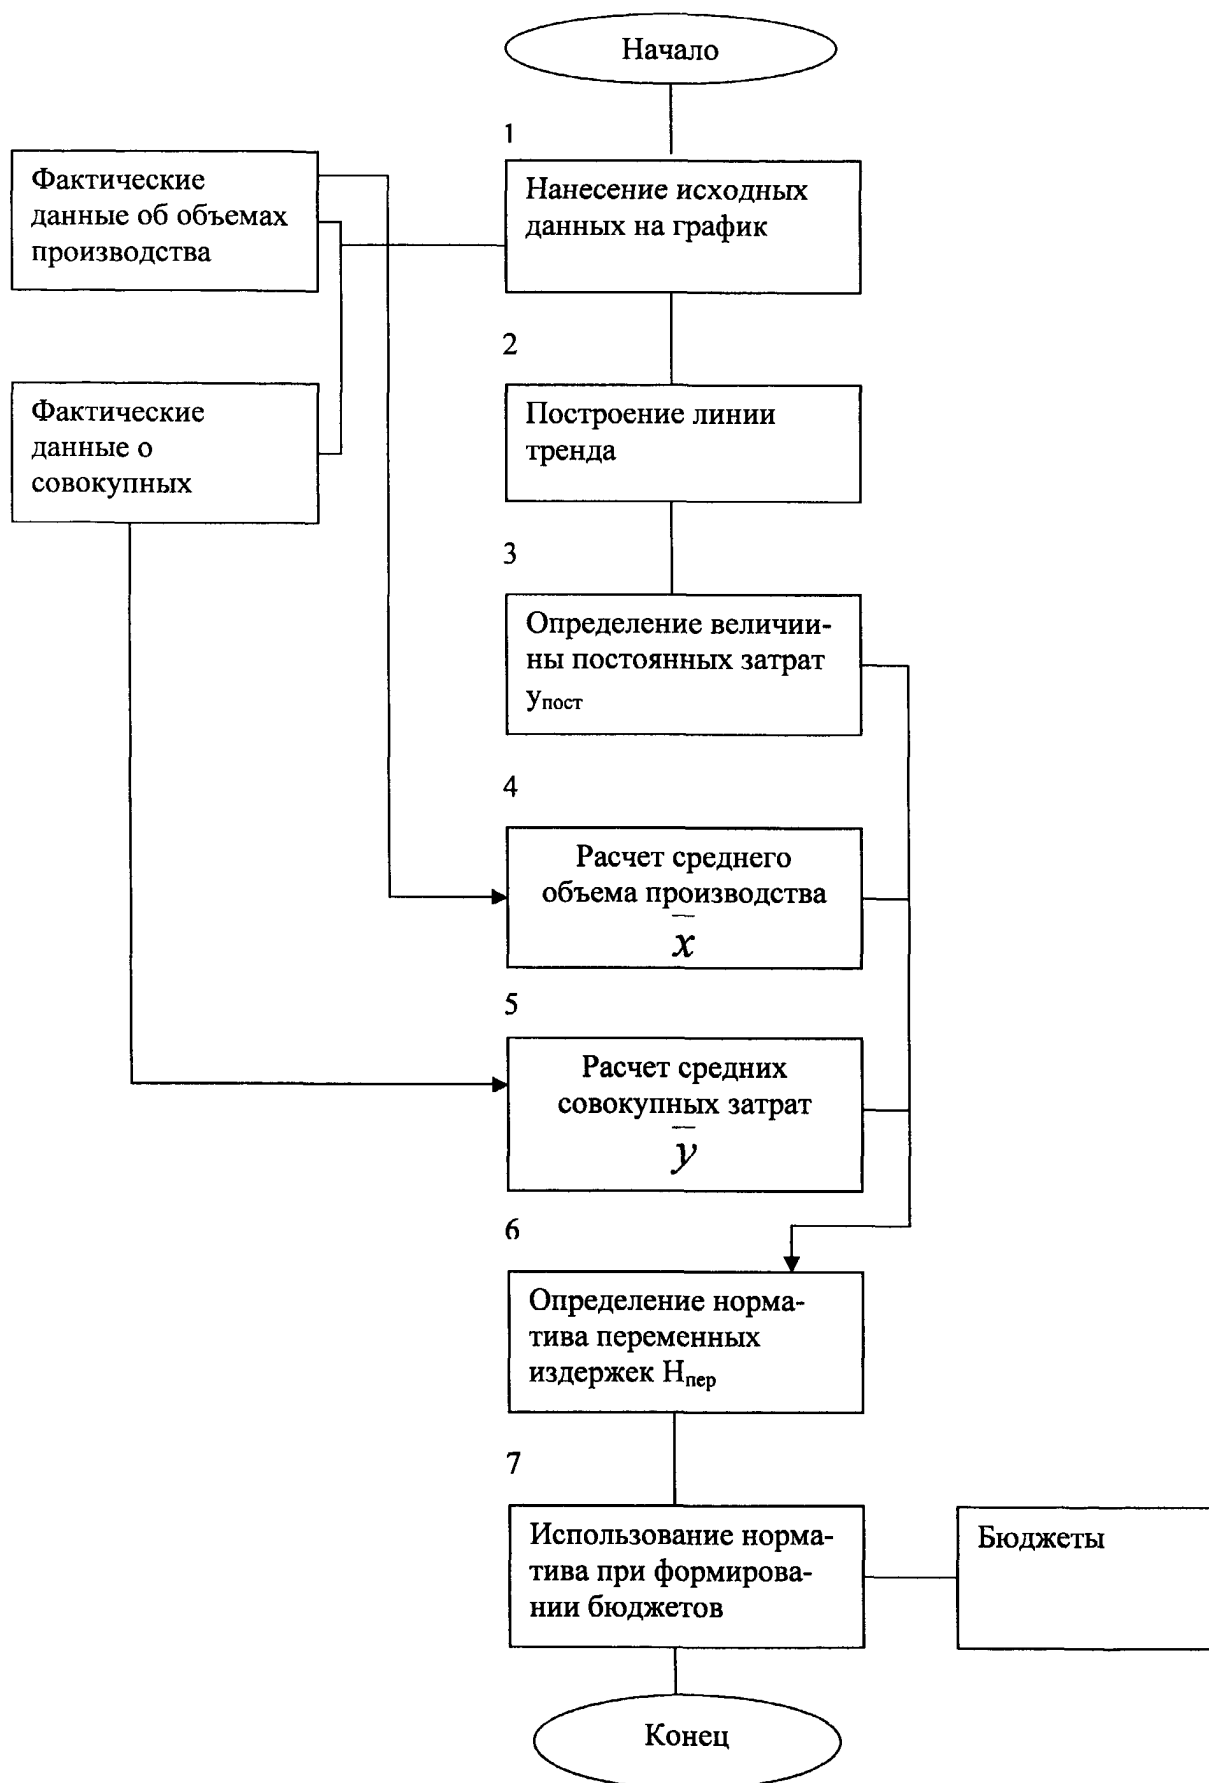 Начало
1
Фактические
данные об объемах
производства
Нанесение исходных
данных на график
2
Фактические
данные о
совокупных
Построение линии
тренда
3
Определение величии-
ны постоянных затрат
Упост
4
Расчет среднего
объема производства
x̅
5
Расчет средних
совокупных затрат
y̅
6
Определение норма-
тива переменных
издержек Нпер
7
Использование норма-
тива при формирова-
нии бюджетов
Бюджеты
Конец